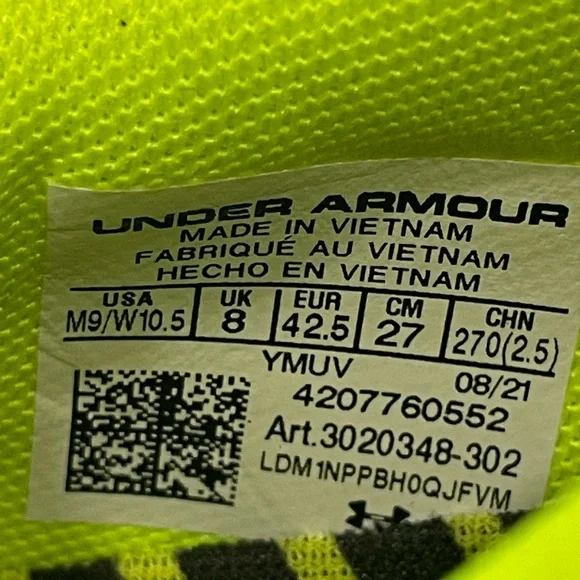 UNDER ARMOUR
MADE IN VIETNAM
FABRIQUÉ AU VIETNAM
HECHO EN VIETNAM
USA UK EUR CM CHN
M9/W10.5 8 42.5 27 270(2.5)
YMUV 08/21
4207760552
Art.3020348-302
LDM1NPPBH0QJFVM